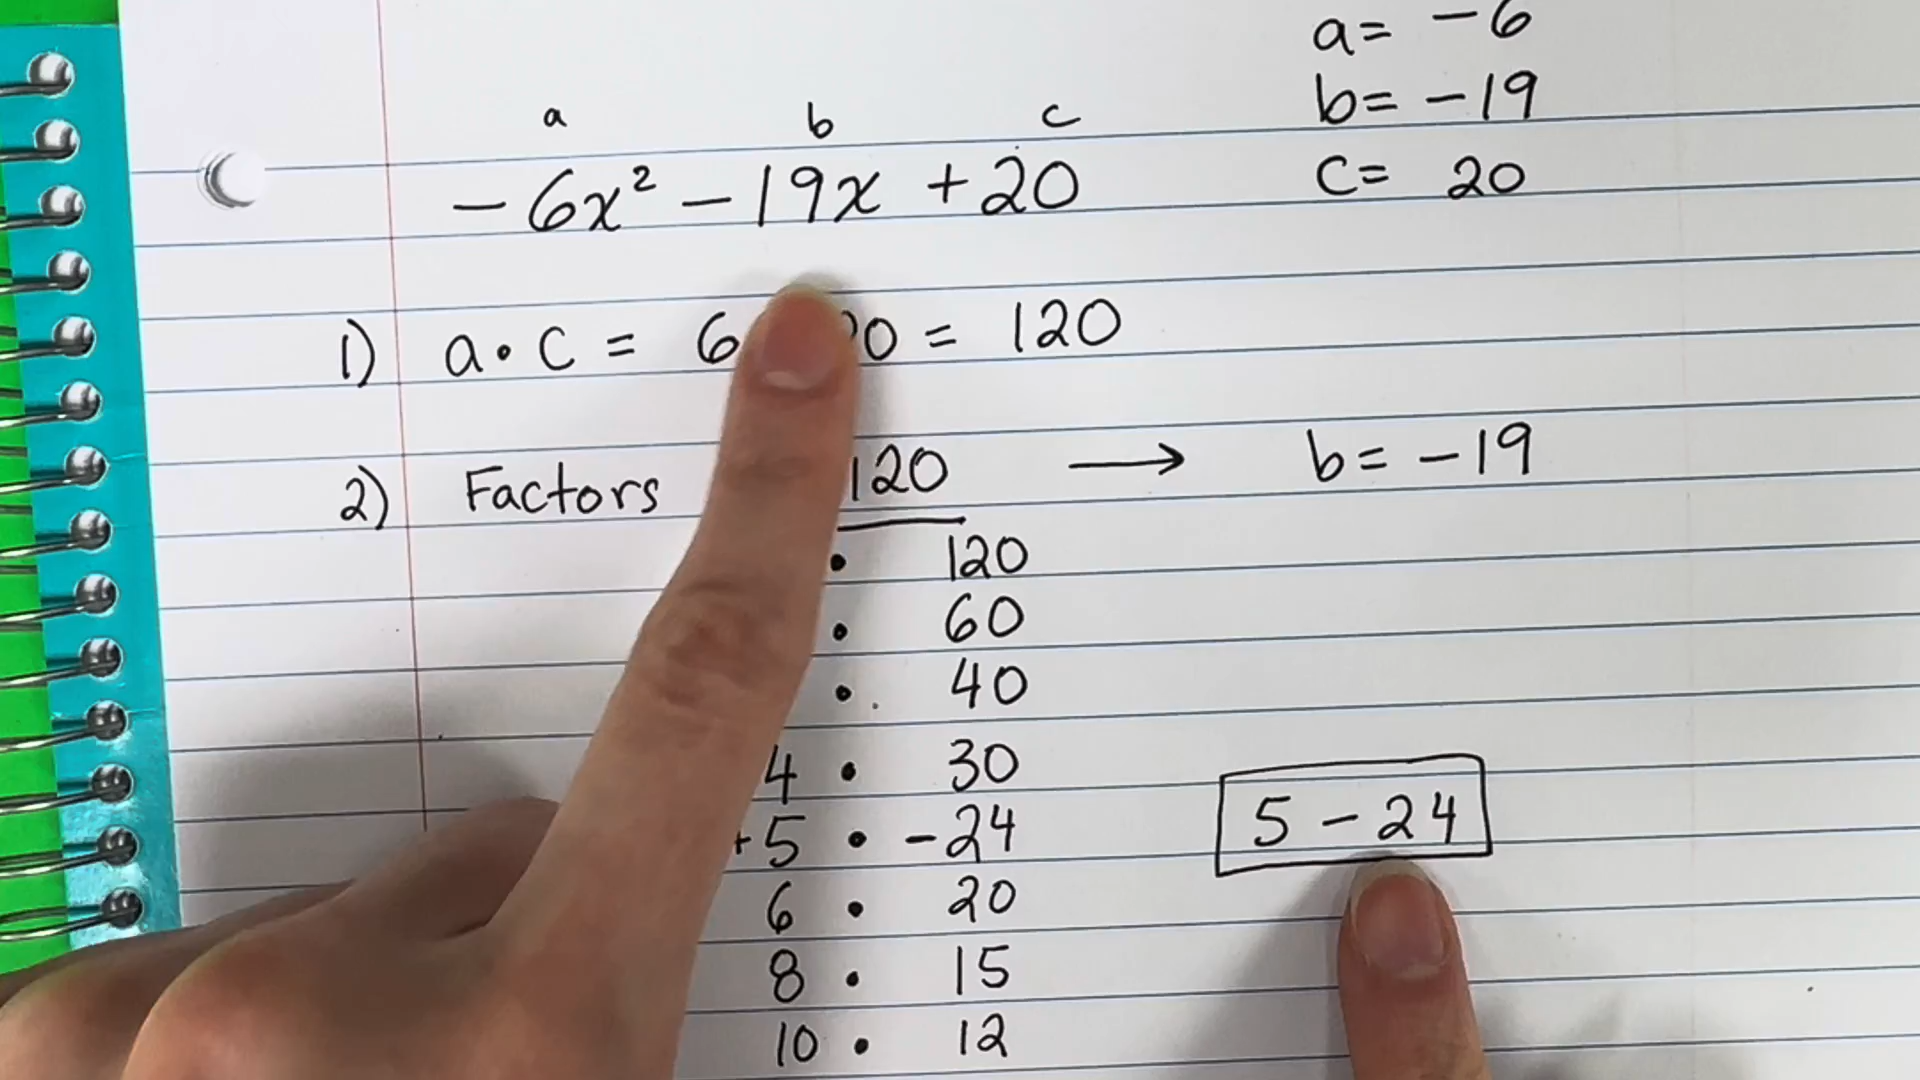 a= -6
b= -19
c= 20
a b c
-6x² -19x +20
1) a•c = 6 0 = 120
2) Factors 120 → b= -19
• 120
• 60
• 40
4 • 30
+5 • -24
5 - 24
6 • 20
8 • 15
10 • 12